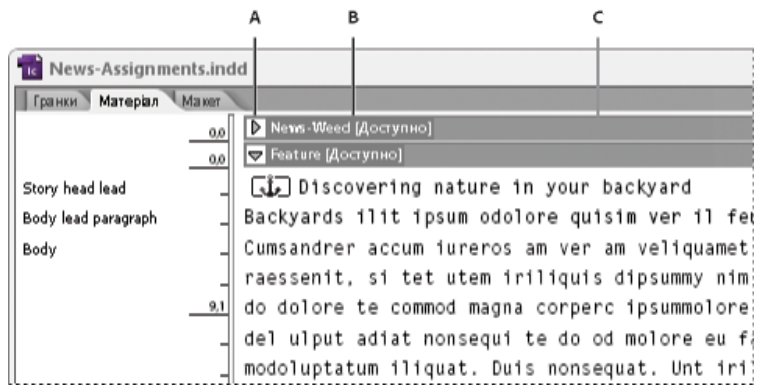 A B C
Ic News-Assignments.indd
Гранки Матеріал Макет
0,0 News-Weed [Доступно]
0,0 Feature [Доступно]
Story head lead Discovering nature in your backyard
Body lead paragraph Backyards ilit ipsum odolore quisim ver il
Body Cumsandrer accum iureros am ver am veliquamet
raessenit, si tet utem iriliquis dipsummy nim
9,1 do dolore te commod magna corperc ipsummolore
del ulput adiat nonsequi te do od molore eu
modoluptatum iliquat. Duis nonsequat. Unt